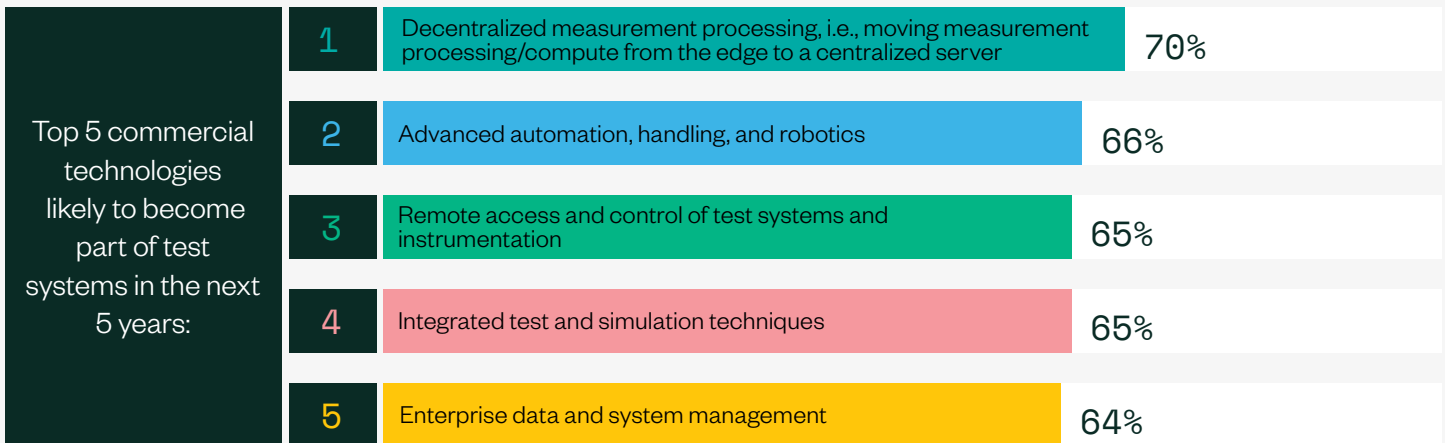 Top 5 commercial
technologies
likely to become
part of test
systems in the next
5 years:
1
Decentralized measurement processing, i.e., moving measurement
processing/compute from the edge to a centralized server
70%
2
Advanced automation, handling, and robotics
66%
3
Remote access and control of test systems and
instrumentation
65%
4
Integrated test and simulation techniques
65%
5
Enterprise data and system management
64%